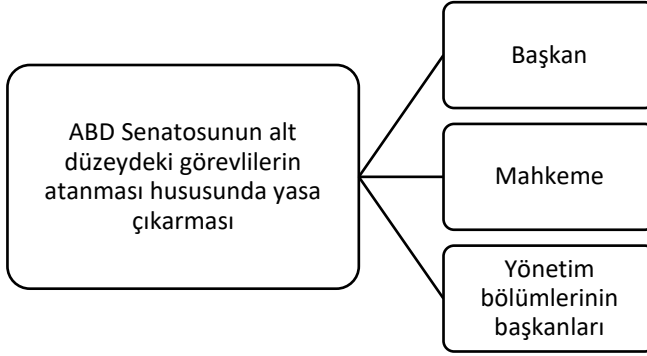 ABD Senatosunun alt
düzeydeki görevlilerin
atanması hususunda yasa
çıkarması
Başkan
Mahkeme
Yönetim
bölümlerinin
başkanları